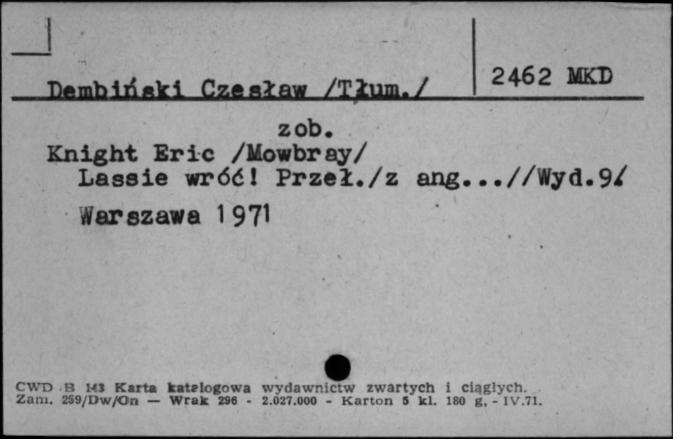 Dembiński Czesław /Tłum./
2462 MKD
zob.
Knight Eric /Mowbray/
Lassie wróć! Przeł./z ang...//Wyd.9/
Warszawa 1971
CWD B 143 Karta katalogowa wydawnictw zwartych i ciągłych.
Zam. 259/Dw/On — Wrak 296 - 2.027.000 - Karton 5 kl. 180 g. - IV.71.